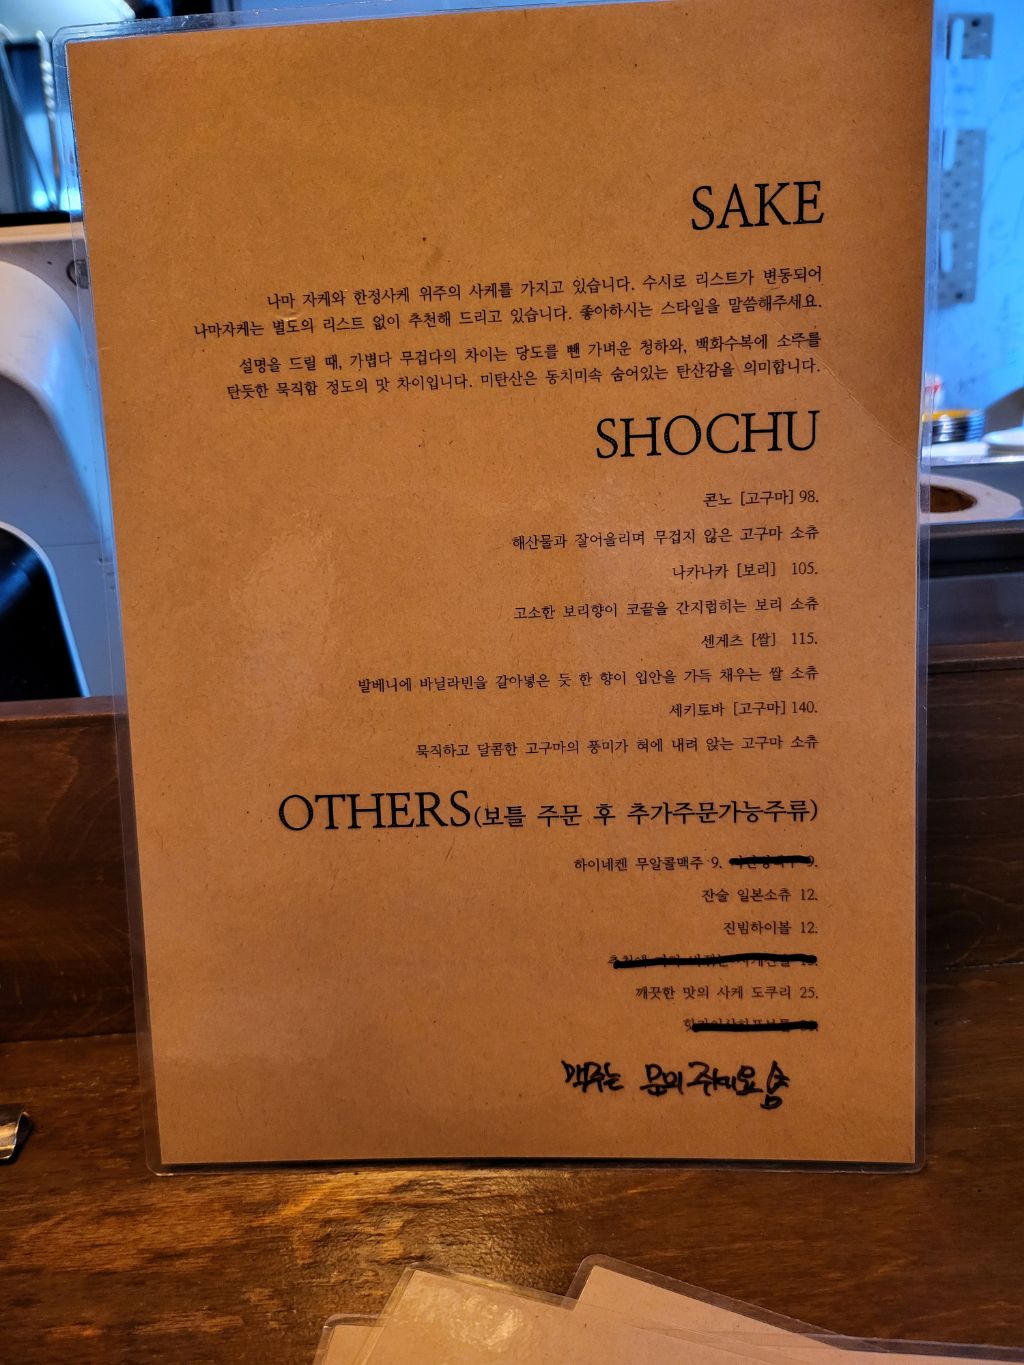 SAKE
나마 자케와 한정사케 위주의 사케를 가지고 있습니다. 수시로 리스트가 변동되어
나마자케는 별도의 리스트 없이 추천해 드리고 있습니다. 좋아하시는 스타일을 말씀해주세요.
설명을 드릴 때, 가볍다 무겁다의 차이는 당도를 뺀 가벼운 청하와, 백화수복에 소주를
탄듯한 묵직함 정도의 맛 차이입니다. 미탄산은 동치미속 숨어있는 탄산감을 의미합니다.
SHOCHU
콘노 [고구마] 98.
해산물과 잘어울리며 무겁지 않은 고구마 소츄
나카나카 [보리] 105.
고소한 보리향이 코끝을 간지럽히는 보리 소츄
센게츠 [쌀] 115.
발베니에 바닐라빈을 갈아넣은 듯 한 향이 입안을 가득 채우는 쌀 소츄
세키토바 [고구마] 140.
묵직하고 달콤한 고구마의 풍미가 혀에 내려 앉는 고구마 소츄
OTHERS(보틀 주문 후 추가주문가능주류)
하이네켄 무알콜맥주 9.
잔술 일본소츄 12.
진빔하이볼 12.
깨끗한 맛의 사케 도쿠리 25.
맥주는 문의 주세요